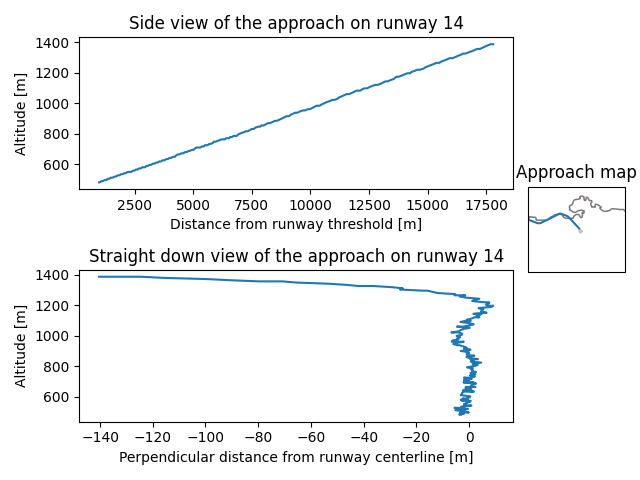 Side view of the approach on runway 14
1400
1200
1000
800
600
Altitude [m]
2500 5000 7500 10000 12500 15000 17500
Distance from runway threshold [m]
Approach map
Straight down view of the approach on runway 14
1400
1200
1000
800
600
Altitude [m]
−140 −120 −100 −80 −60 −40 −20 0
Perpendicular distance from runway centerline [m]